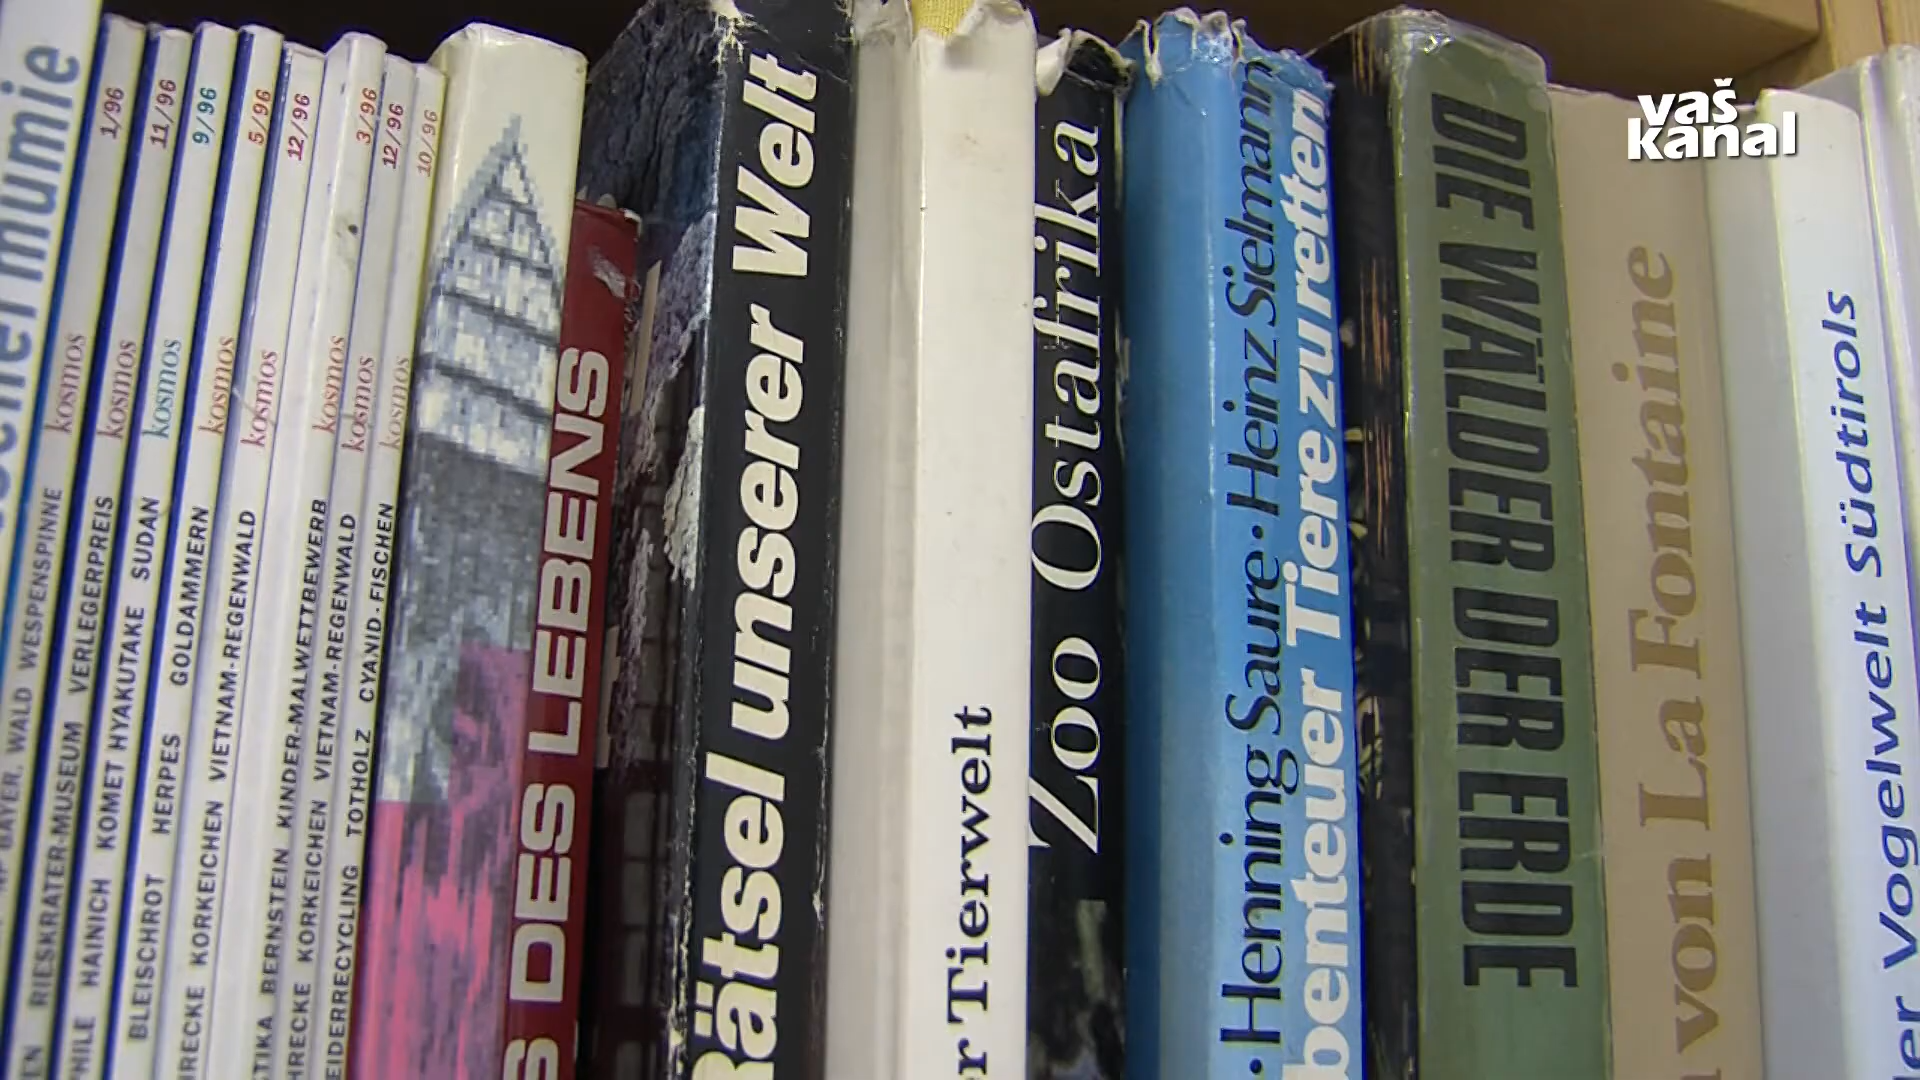 mumie
1/96
kosmos
BAYER. WALD WESPENSPINNE
11/96
kosmos
RIESKRATER-MUSEUM VERLEGERPREIS
9/96
kosmos
HAINICH KOMET HYAKUTAKE SUDAN
5/96
kosmos
BLEISCHROT HERPES GOLDAMMERN
12/96
kosmos
KORKEICHEN VIETNAM-REGENWALD
3/96
kosmos
BERNSTEIN KINDER-MALWETTBEWERB
12/96
kosmos
KORKEICHEN VIETNAM-REGENWALD
10/96
kosmos
TOTHOLZ CYANID-FISCHEN
DES LEBENS
Rätsel unserer Welt
Tierwelt
Zoo Ostafrika
Henning Saure · Heinz Sielmann
benteuer Tiere zu retten
DIE WÄLDER DER ERDE
von La Fontaine
Vogelwelt Südtirols
vaš
kanal